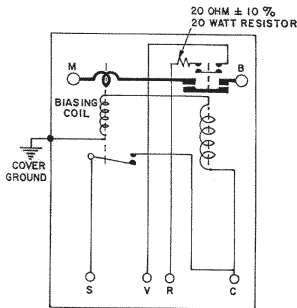 20 OHM ± 10 %
20 WATT RESISTOR
M
B
BIASING
COIL
COVER
GROUND
S
V
R
C